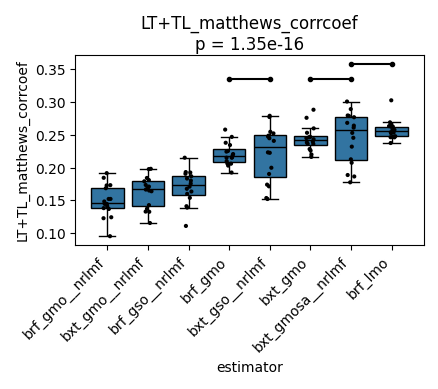 LT+TL_matthews_corrcoef
p = 1.35e-16
LT+TL_matthews_corrcoef
0.35
0.30
0.25
0.20
0.15
0.10
brf_gmo__nrlmf
bxt_gmo__nrlmf
brf_gso__nrlmf
brf_gmo
bxt_gso__nrlmf
bxt_gmo
bxt_gmosa__nrlmf
brf_lmo
estimator